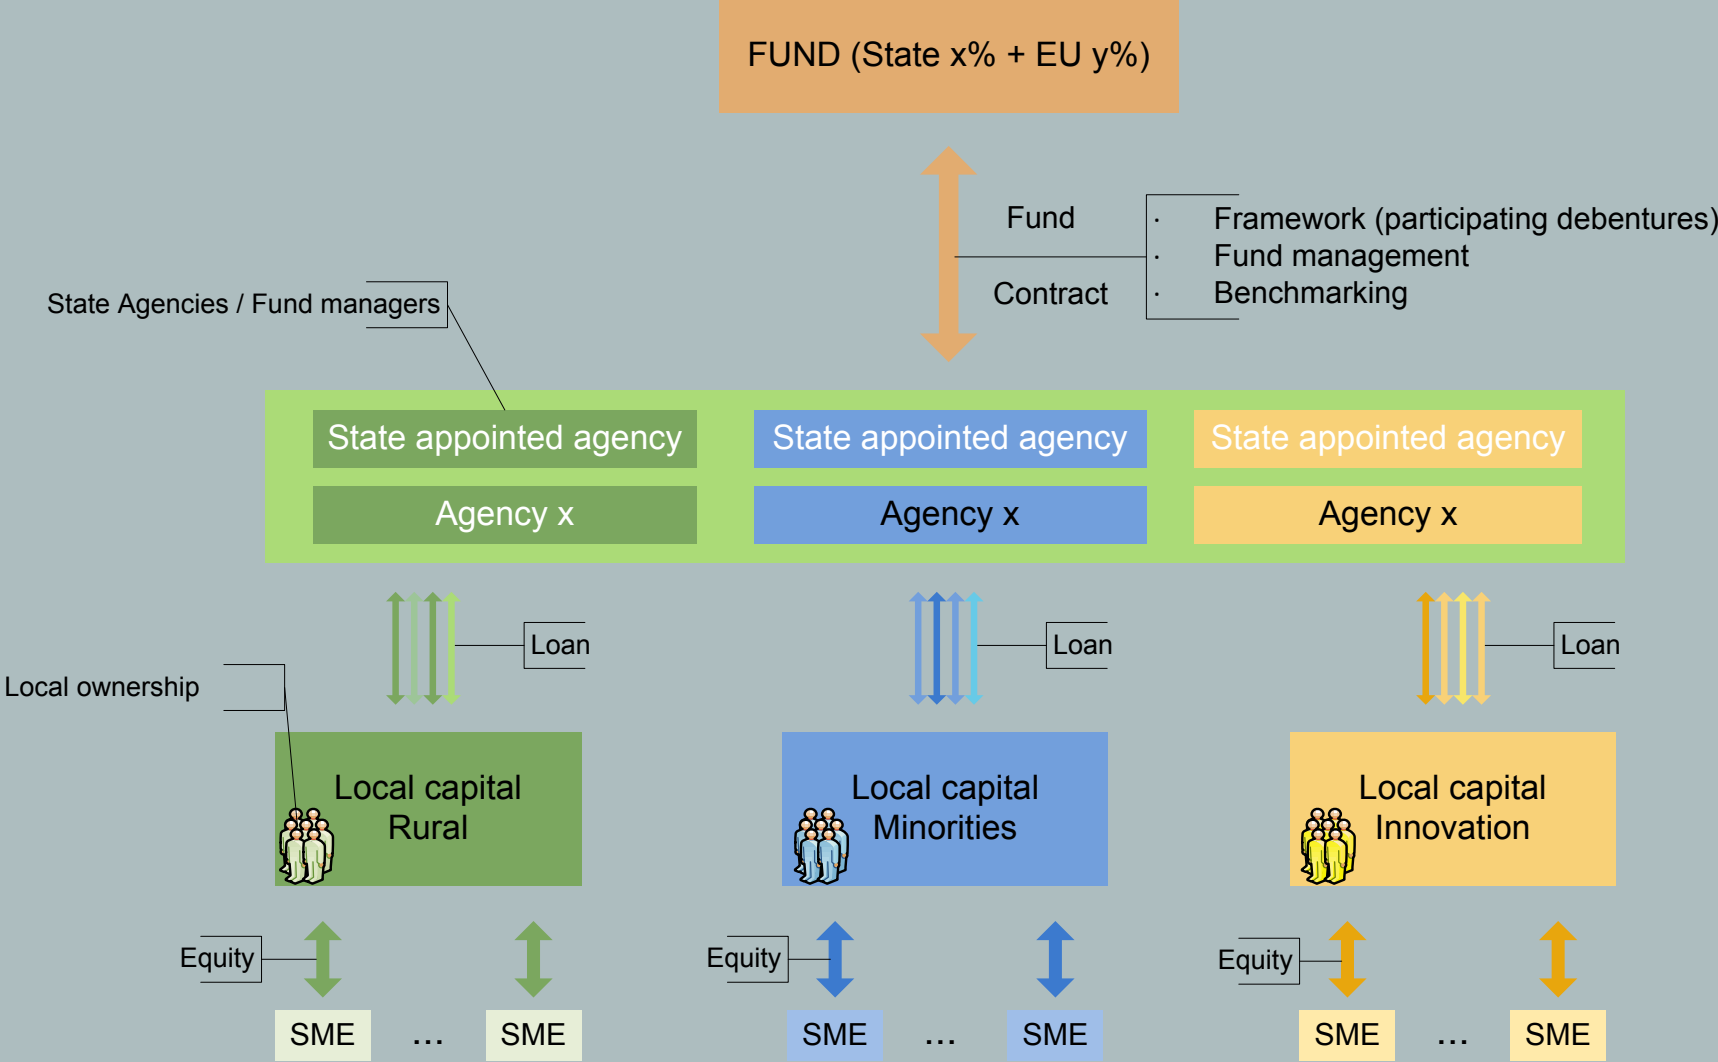 FUND (State x% + EU y%)
Fund
Contract
· Framework (participating debentures)
· Fund management
· Benchmarking
State Agencies / Fund managers
State appointed agency
State appointed agency
State appointed agency
Agency x
Agency x
Agency x
Loan
Loan
Loan
Local ownership
Local capital
Rural
Local capital
Minorities
Local capital
Innovation
Equity
Equity
Equity
SME ... SME
SME ... SME
SME ... SME